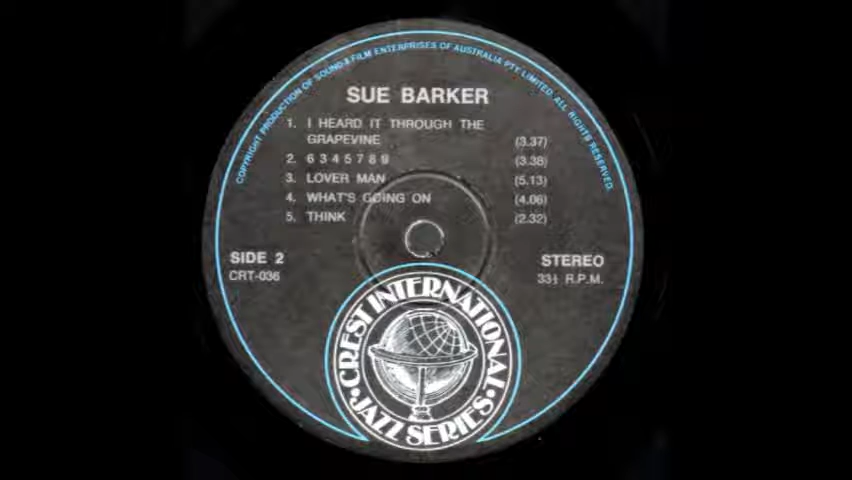 COPYRIGHT PRODUCTION OF SOUND & FILM ENTERPRISES OF AUSTRALIA PTY LIMITED. ALL RIGHTS RESERVED.
SUE BARKER
1. I HEARD IT THROUGH THE
GRAPEVINE (3.37)
2. 6 3 4 5 7 8 9 (3.38)
3. LOVER MAN (5.13)
4. WHAT'S GOING ON (4.06)
5. THINK (2.32)
SIDE 2
CRT-036
STEREO
33⅓ R.P.M.
CREST INTERNATIONAL
• JAZZ SERIES •